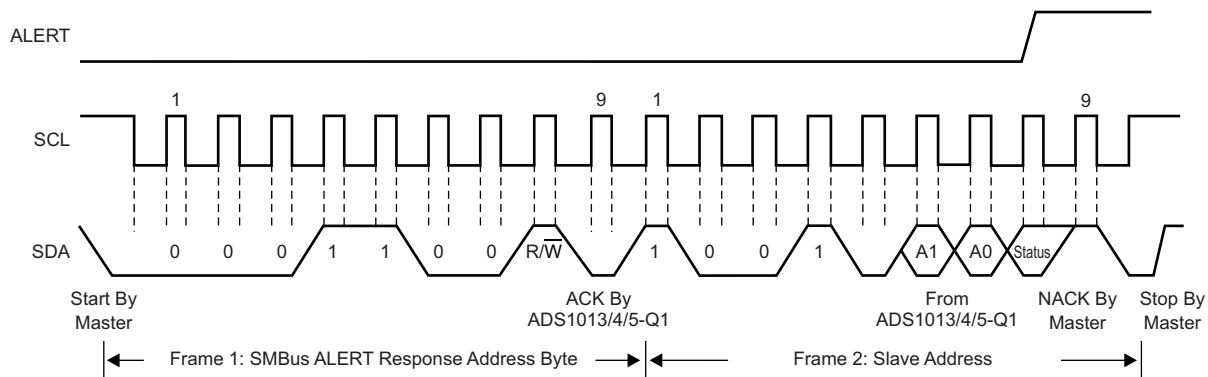 ALERT
1 9 1 9
SCL
SDA
0 0 0 1 1 0 0 R/W̅ 1 0 0 1 A1 A0 Status
Start By
Master
ACK By
ADS1013/4/5-Q1
From
ADS1013/4/5-Q1
NACK By
Master
Stop By
Master
Frame 1: SMBus ALERT Response Address Byte
Frame 2: Slave Address